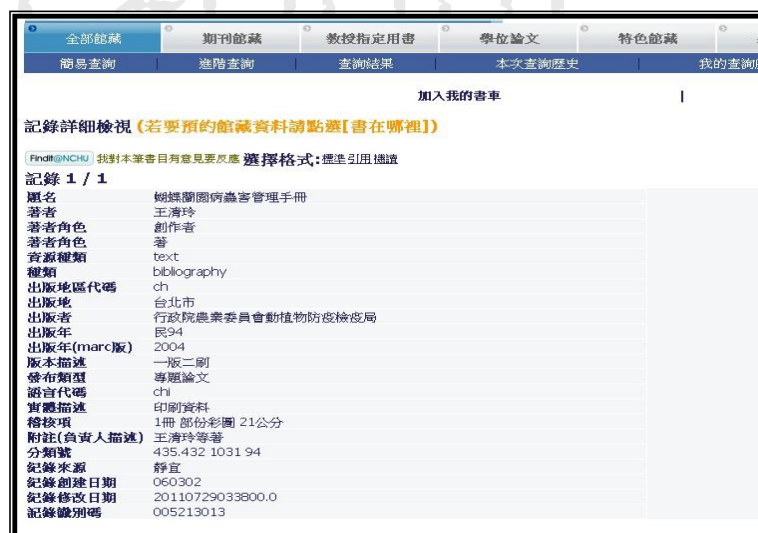 全部館藏 期刊館藏 教授指定用書 學位論文 特色館藏
簡易查詢 | 進階查詢 | 查詢結果 | 本次查詢歷史 | 我的查詢
加入我的書車 |
記錄詳細檢視 (若要預約館藏資料請點選[書在哪裡])
Findit@NCHU 我對本筆書目有意見要反應 選擇格式:標準 引用 機讀
記錄 1 / 1
題名 蝴蝶蘭園病蟲害管理手冊
著者 王清玲
著者角色 創作者
著者角色 著
資源種類 text
種類 bibliography
出版地區代碼 ch
出版地 台北市
出版者 行政院農業委員會動植物防疫檢疫局
出版年 民94
出版年(marc版) 2004
版本描述 一版二刷
發布類型 專題論文
語言代碼 chi
實體描述 印刷資料
稽核項 1冊 部份彩圖 21公分
附註(負責人描述) 王清玲等著
分類號 435.432 1031 94
紀錄來源 靜宜
紀錄創建日期 060302
紀錄修改日期 20110729033800.0
記錄識別碼 005213013